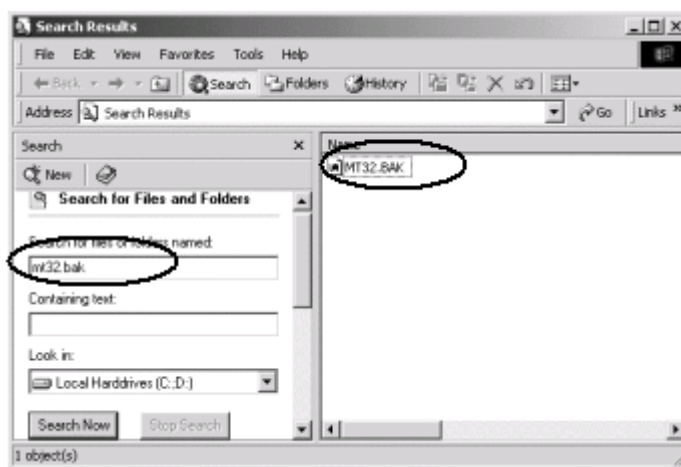 Search Results
File Edit View Favorites Tools Help
Back Search Folders History
Address Search Results Go Links »
Search
Name
New
MT32.BAK
Search for Files and Folders
Search for files or folders named:
mt32.bak
Containing text:
Look in:
Local Harddrives (C:;D:)
Search Now Stop Search
1 object(s)